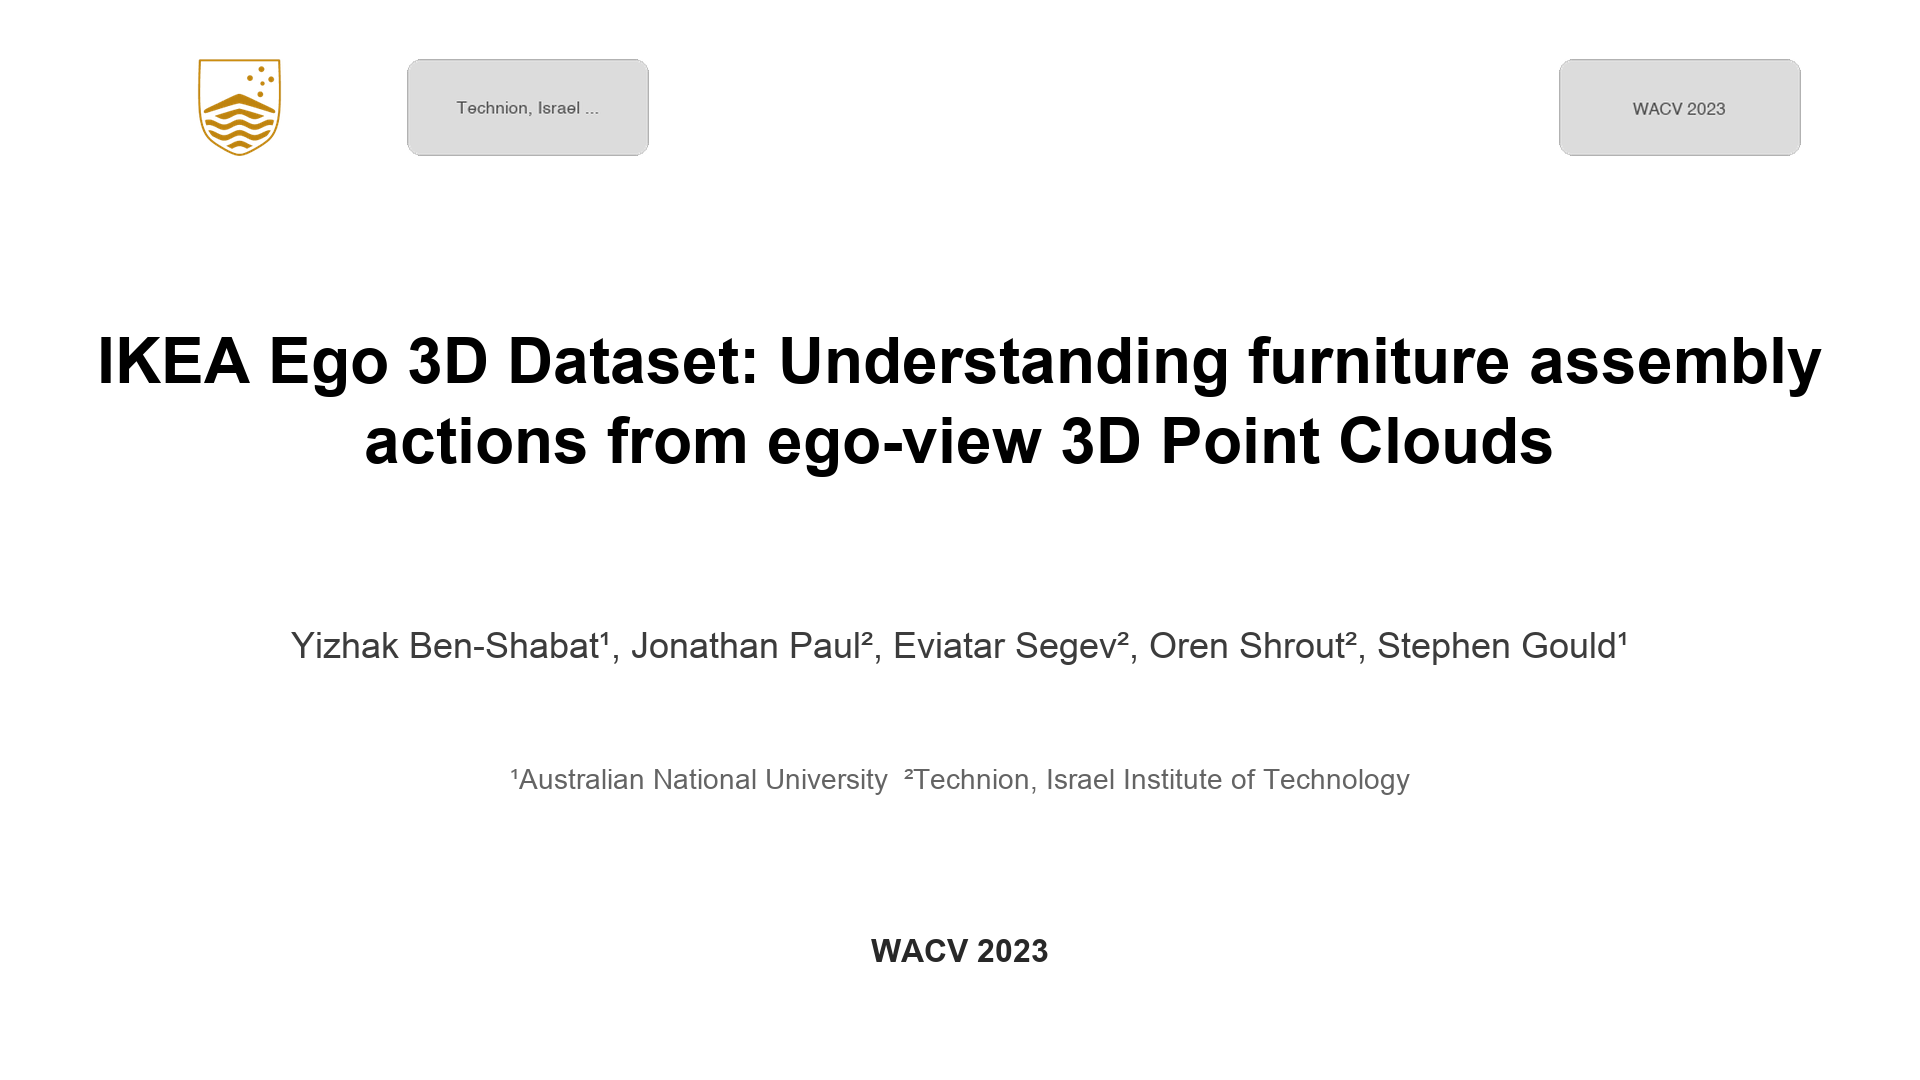 Technion, Israel ...
WACV 2023
IKEA Ego 3D Dataset: Understanding furniture assembly
actions from ego-view 3D Point Clouds
Yizhak Ben-Shabat¹, Jonathan Paul², Eviatar Segev², Oren Shrout², Stephen Gould¹
¹Australian National University ²Technion, Israel Institute of Technology
WACV 2023